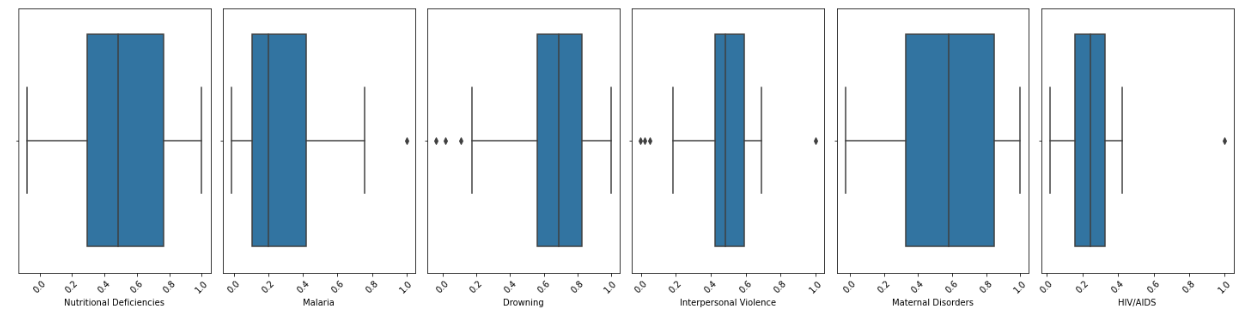 0.0 0.2 0.4 0.6 0.8 1.0
Nutritional Deficiencies
0.0 0.2 0.4 0.6 0.8 1.0
Malaria
0.0 0.2 0.4 0.6 0.8 1.0
Drowning
0.0 0.2 0.4 0.6 0.8 1.0
Interpersonal Violence
0.0 0.2 0.4 0.6 0.8 1.0
Maternal Disorders
0.0 0.2 0.4 0.6 0.8 1.0
HIV/AIDS